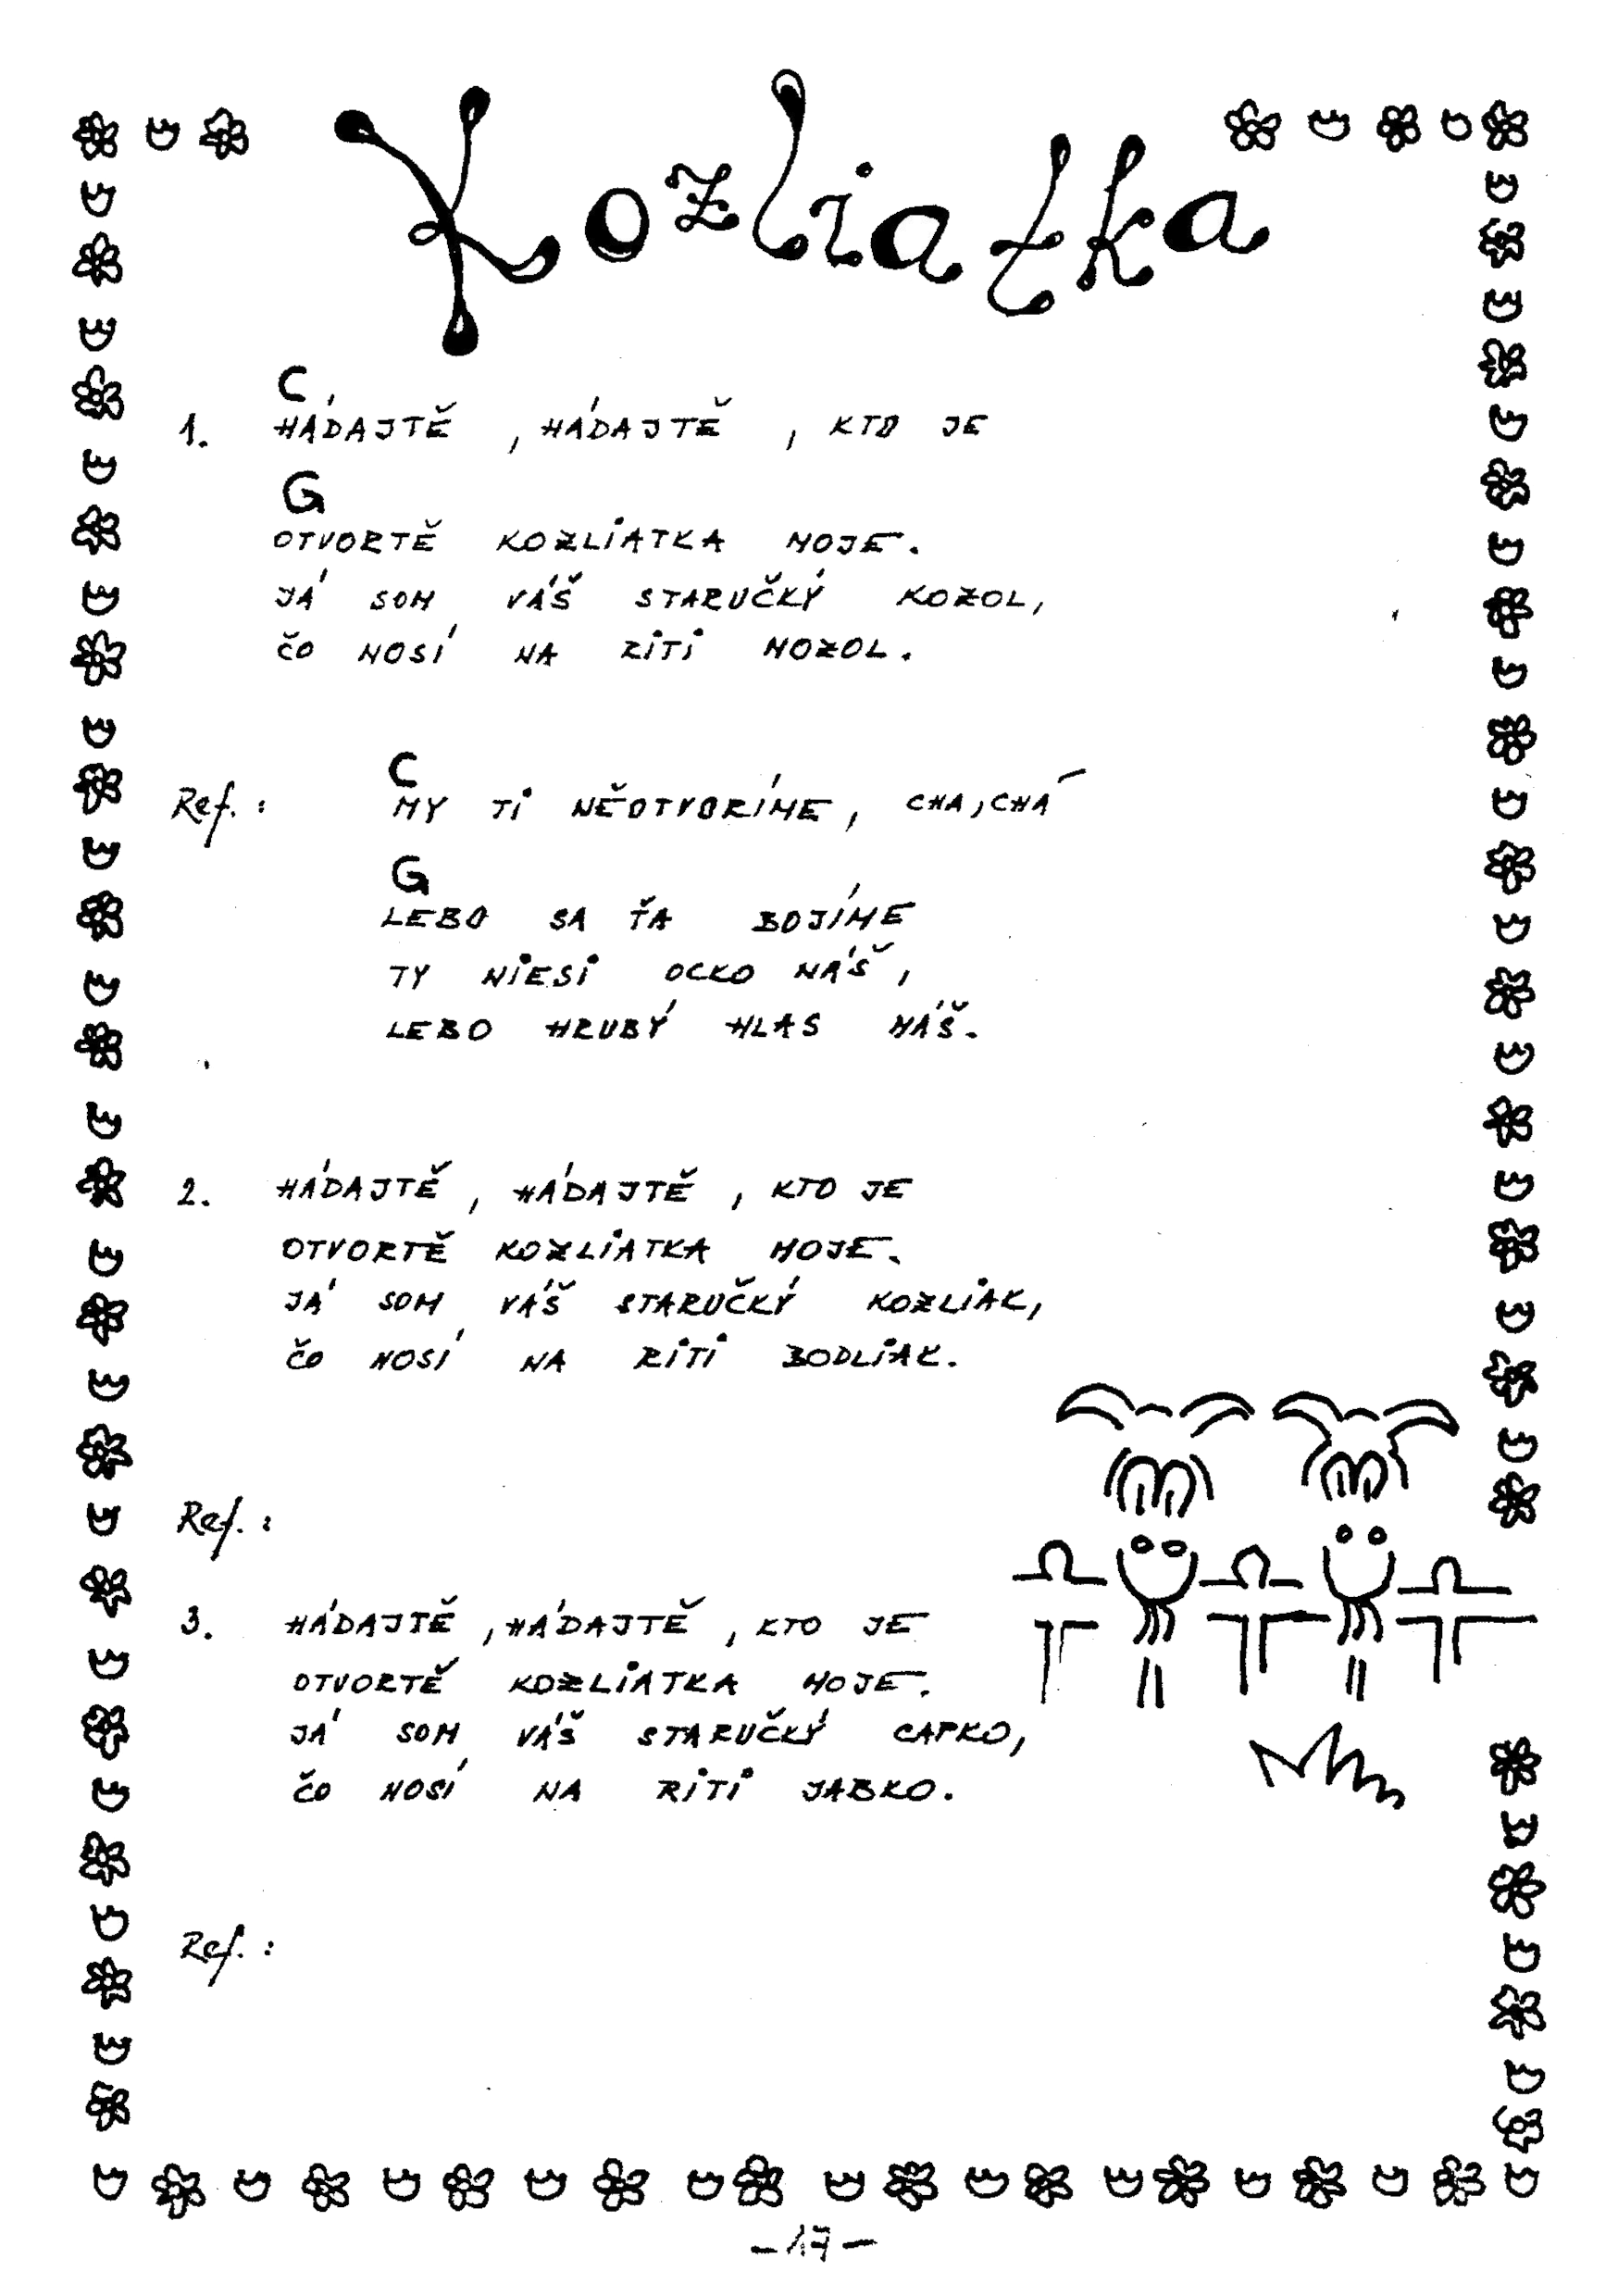 Kozliatka
C
1. HÁDAJTĚ, HÁDAJTĚ, KTO JE
G
OTVORTĚ KOZLIATKA MOJE.
JÁ SOM VÁŠ STARUČKÝ KOZOL,
ČO NOSÍ NA RITI MOZOL.
C
Ref.: MY TI NĚOTVORÍME, CHA, CHÁ
G
LEBO SA ŤA BOJÍME
TY NIESI OCKO NÁŠ,
LEBO HRUBÝ HLAS MÁŠ.
2. HÁDAJTĚ, HÁDAJTĚ, KTO JE
OTVORTĚ KOZLIATKA MOJE.
JÁ SOM VÁŠ STARUČKÝ KOZLIAK,
ČO NOSÍ NA RITI BODLIAK.
Ref.:
3. HÁDAJTĚ, HÁDAJTĚ, KTO JE
OTVORTĚ KOZLIATKA MOJE.
JÁ SOM VÁŠ STARUČKÝ CAPKO,
ČO NOSÍ NA RITI JABKO.
Ref.:
-17-